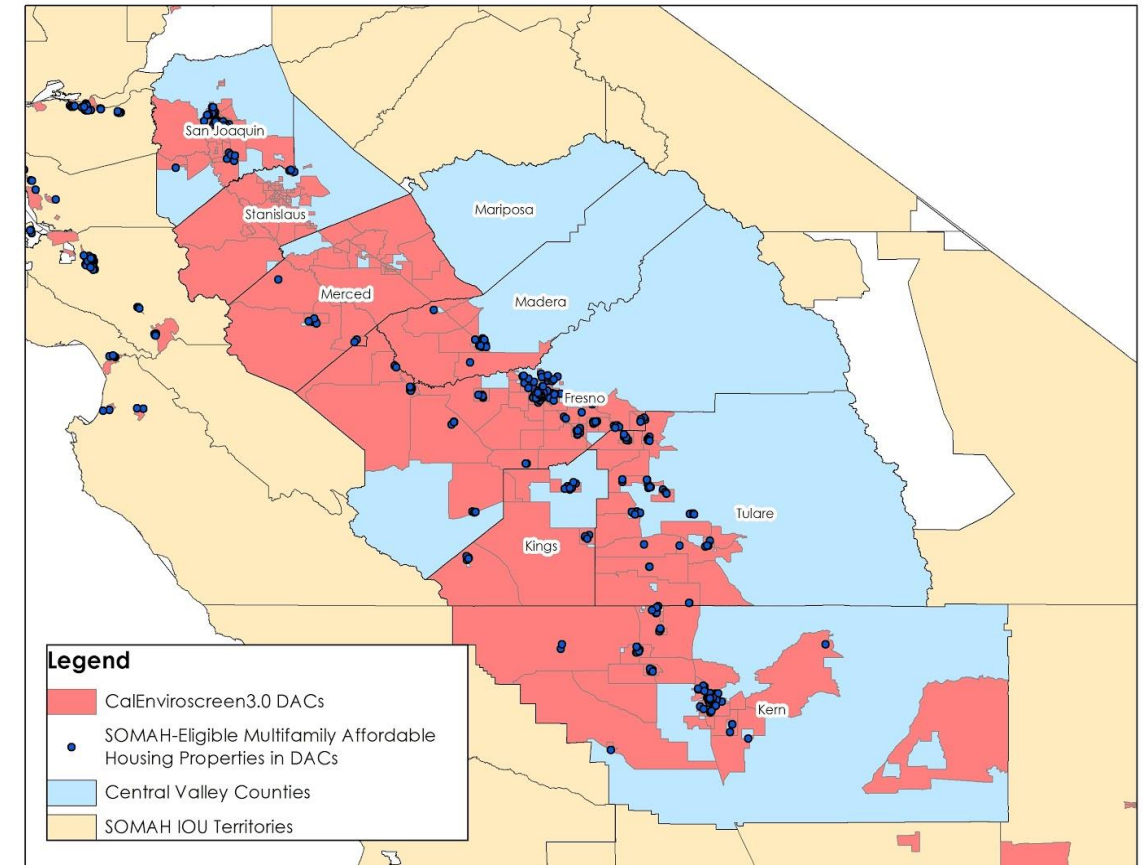 San Joaquin
Stanislaus
Mariposa
Merced
Madera
Fresno
Tulare
Kings
Kern
Legend
CalEnviroscreen3.0 DACs
SOMAH-Eligible Multifamily Affordable
Housing Properties in DACs
Central Valley Counties
SOMAH IOU Territories